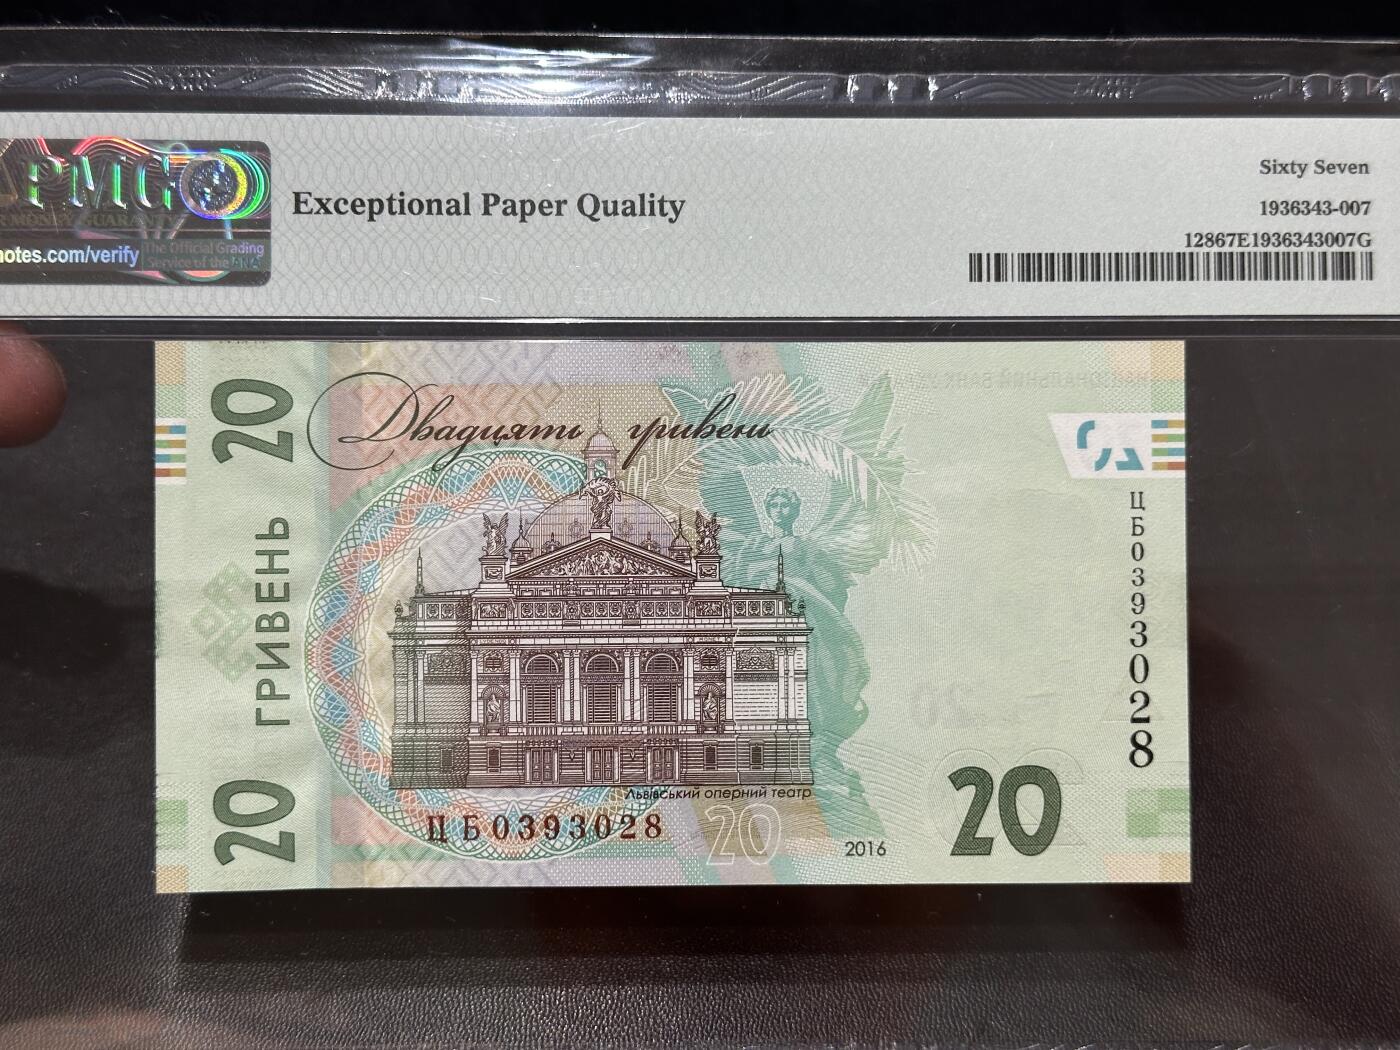 PMG
Exceptional Paper Quality
Sixty Seven
1936343-007
12867E1936343007G
notes.com/verify
The Official Grading
Service of the ANA
Двадцять гривень
20
20 ГРИВЕНЬ
ЦБ0393028
Львівський оперний театр
ЦБ0393028
20
2016
20